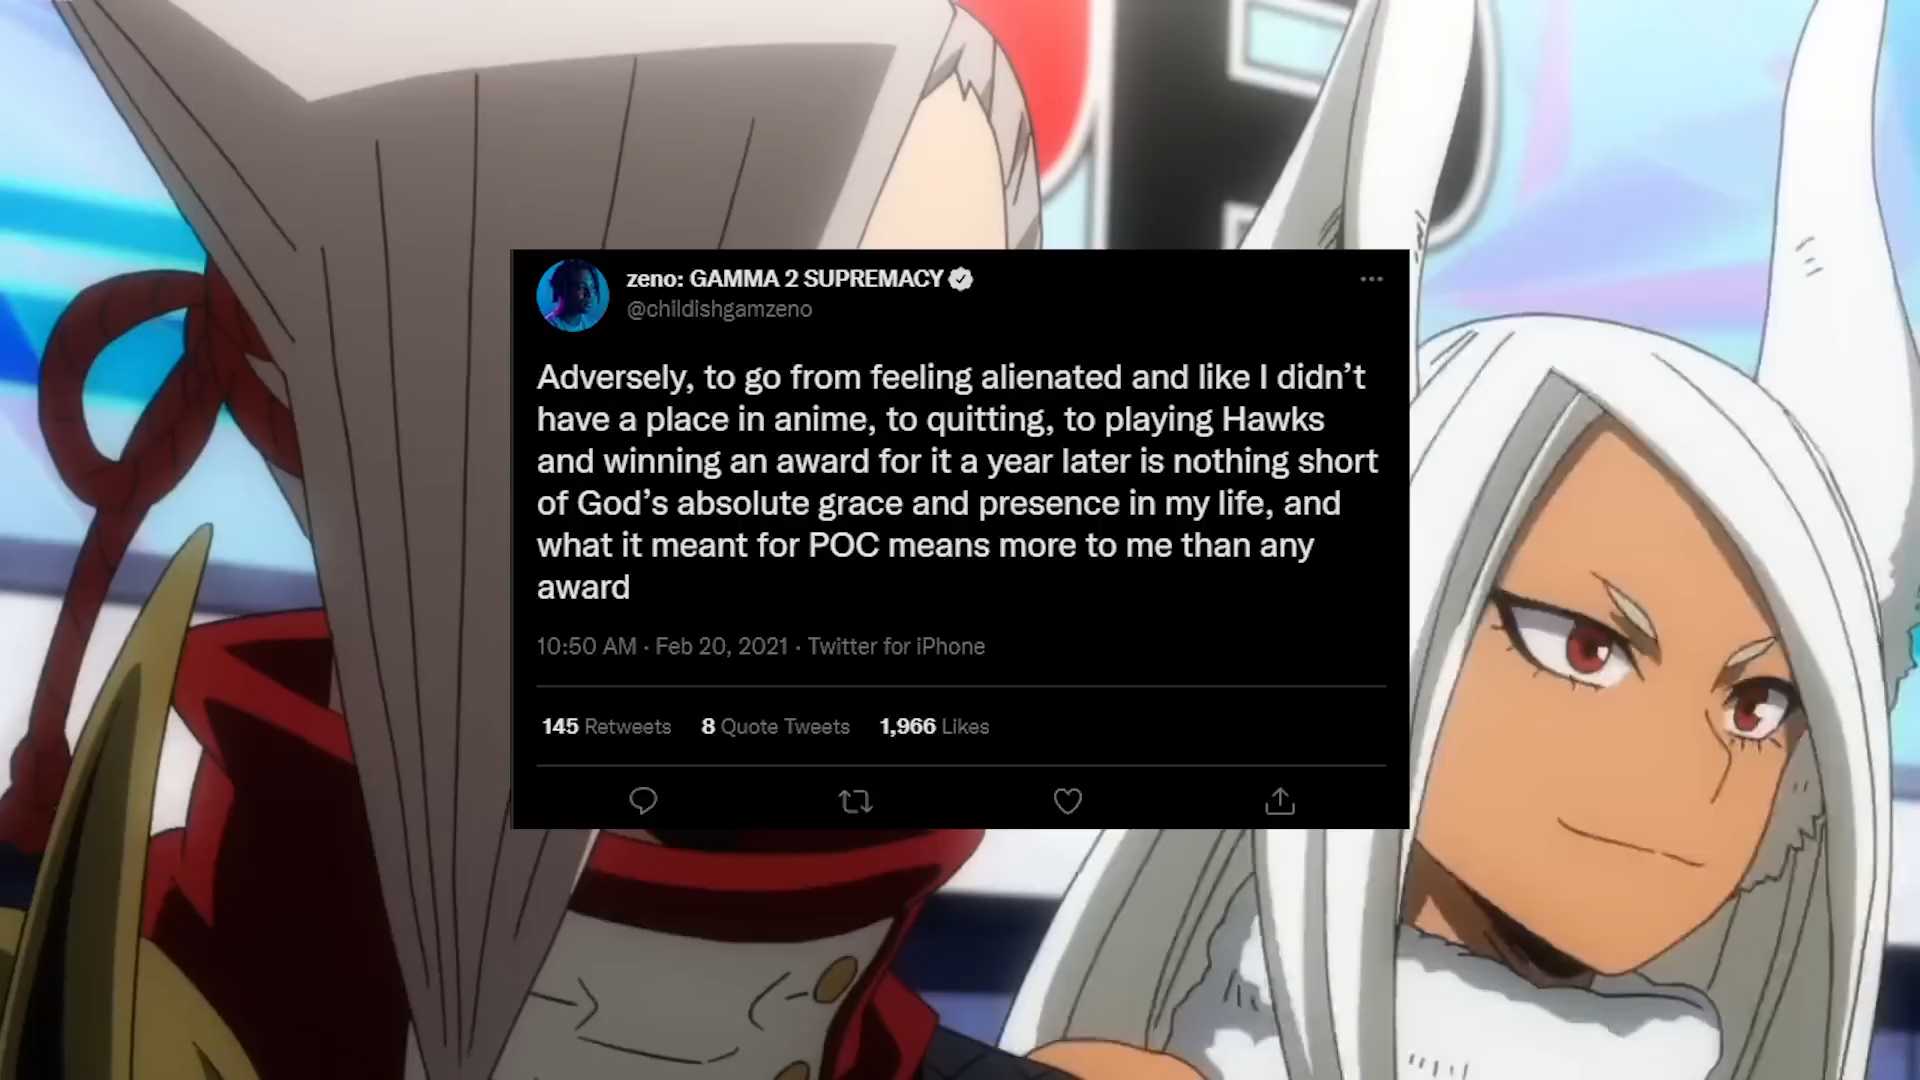 zeno: GAMMA 2 SUPREMACY
@childishgamzeno
Adversely, to go from feeling alienated and like I didn’t
have a place in anime, to quitting, to playing Hawks
and winning an award for it a year later is nothing short
of God’s absolute grace and presence in my life, and
what it meant for POC means more to me than any
award
10:50 AM · Feb 20, 2021 · Twitter for iPhone
145 Retweets 8 Quote Tweets 1,966 Likes